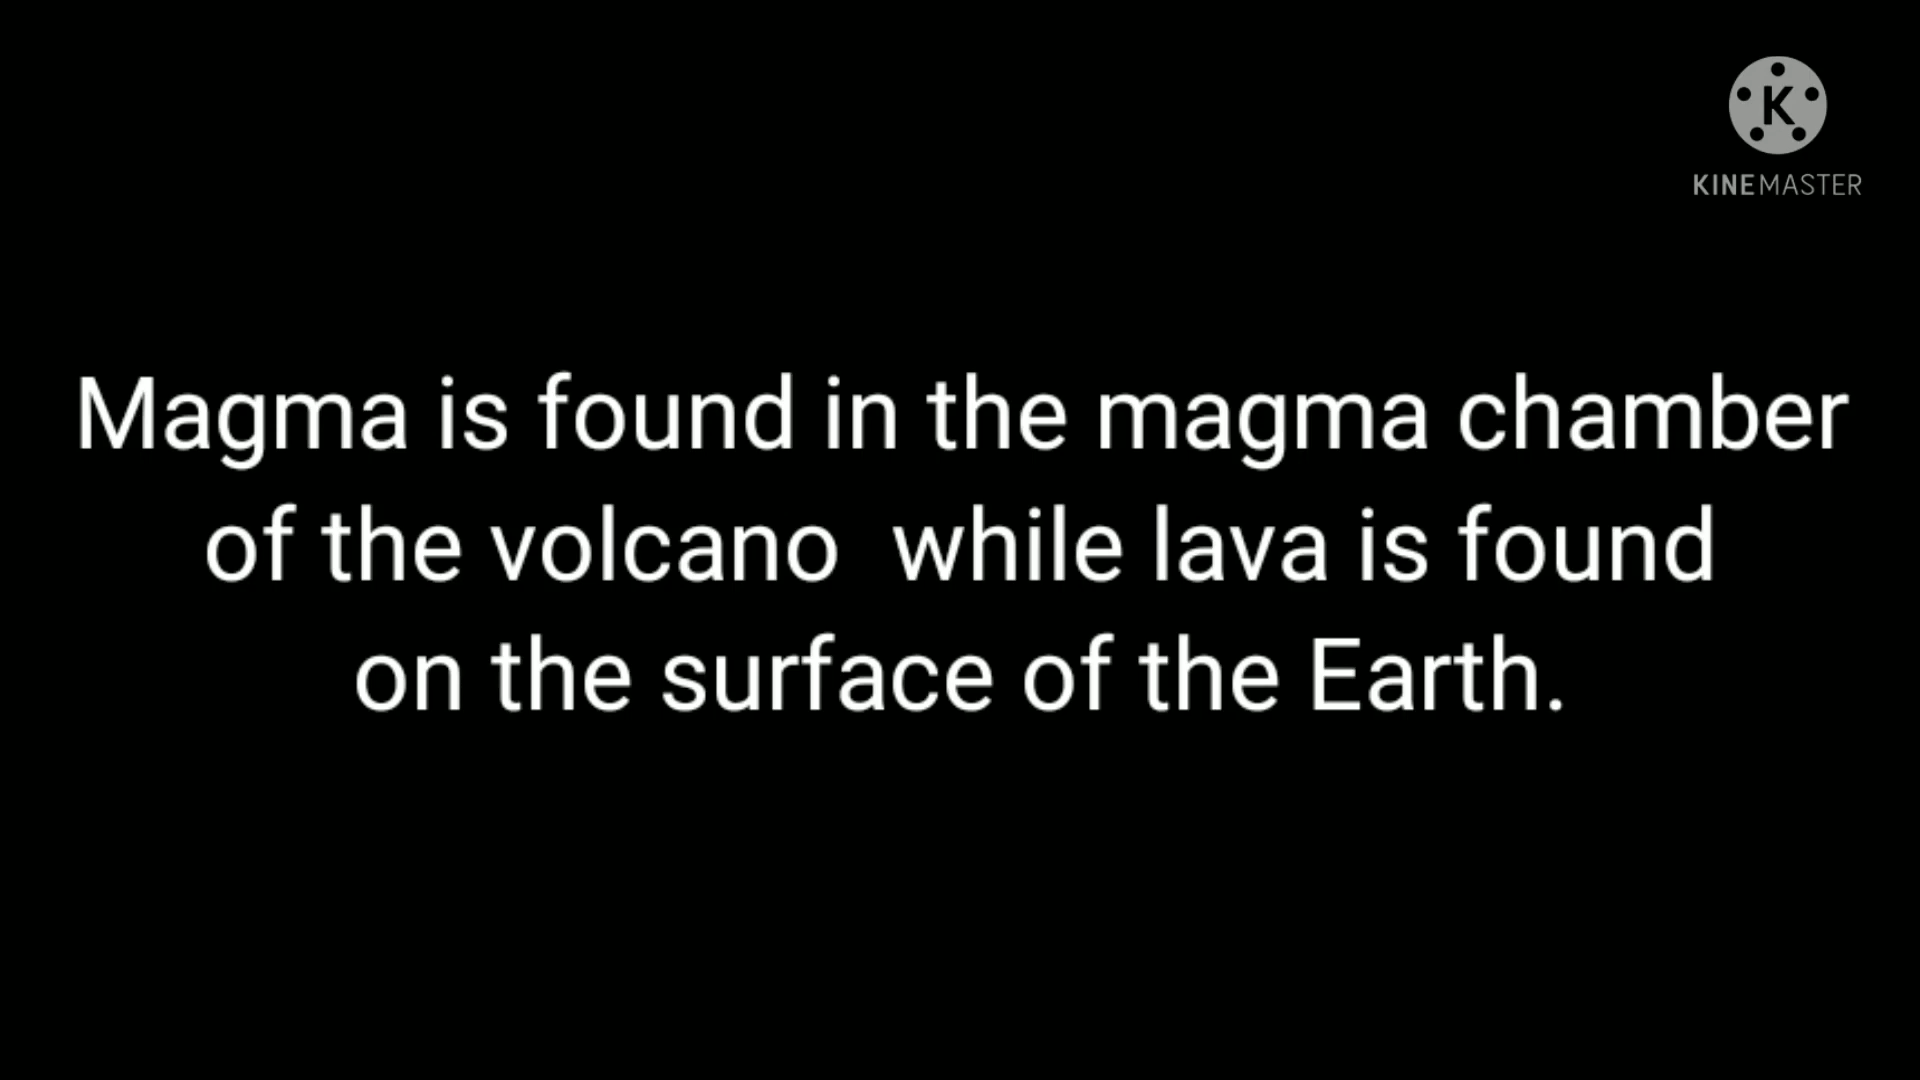 K
KINEMASTER
Magma is found in the magma chamber
of the volcano  while lava is found
on the surface of the Earth.